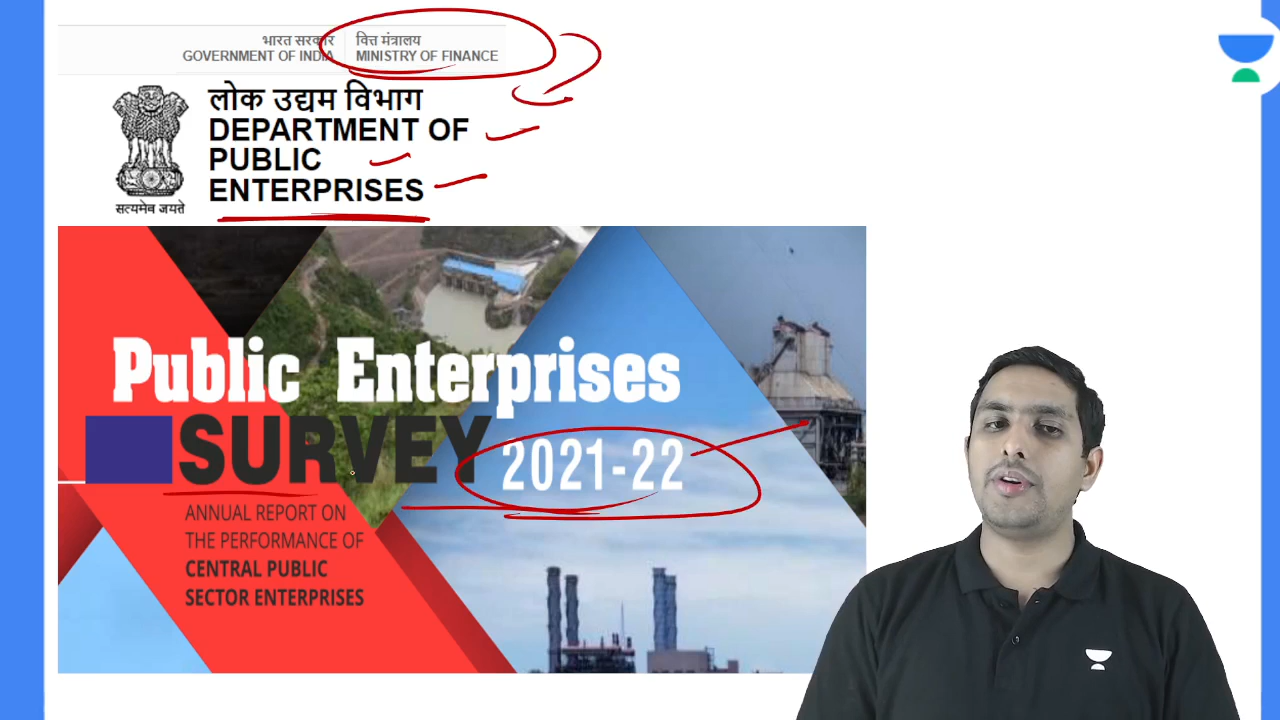 भारत सरकार
वित्त मंत्रालय
GOVERNMENT OF INDIA
MINISTRY OF FINANCE
लोक उद्यम विभाग
DEPARTMENT OF
PUBLIC
ENTERPRISES
सत्यमेव जयते
Public Enterprises
SURVEY 2021-22
ANNUAL REPORT ON
THE PERFORMANCE OF
CENTRAL PUBLIC
SECTOR ENTERPRISES